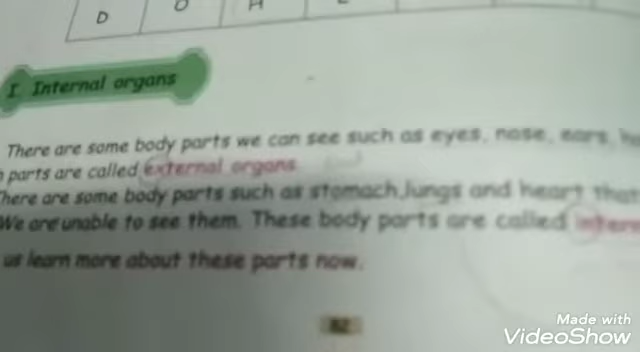 D O H
I. Internal organs
There are some body parts we can see such as eyes, nose, ears,
parts are called external organs
There are some body parts such as stomach,lungs and heart that
We are unable to see them. These body parts are called
us learn more about these parts now.
82
Made with
VideoShow